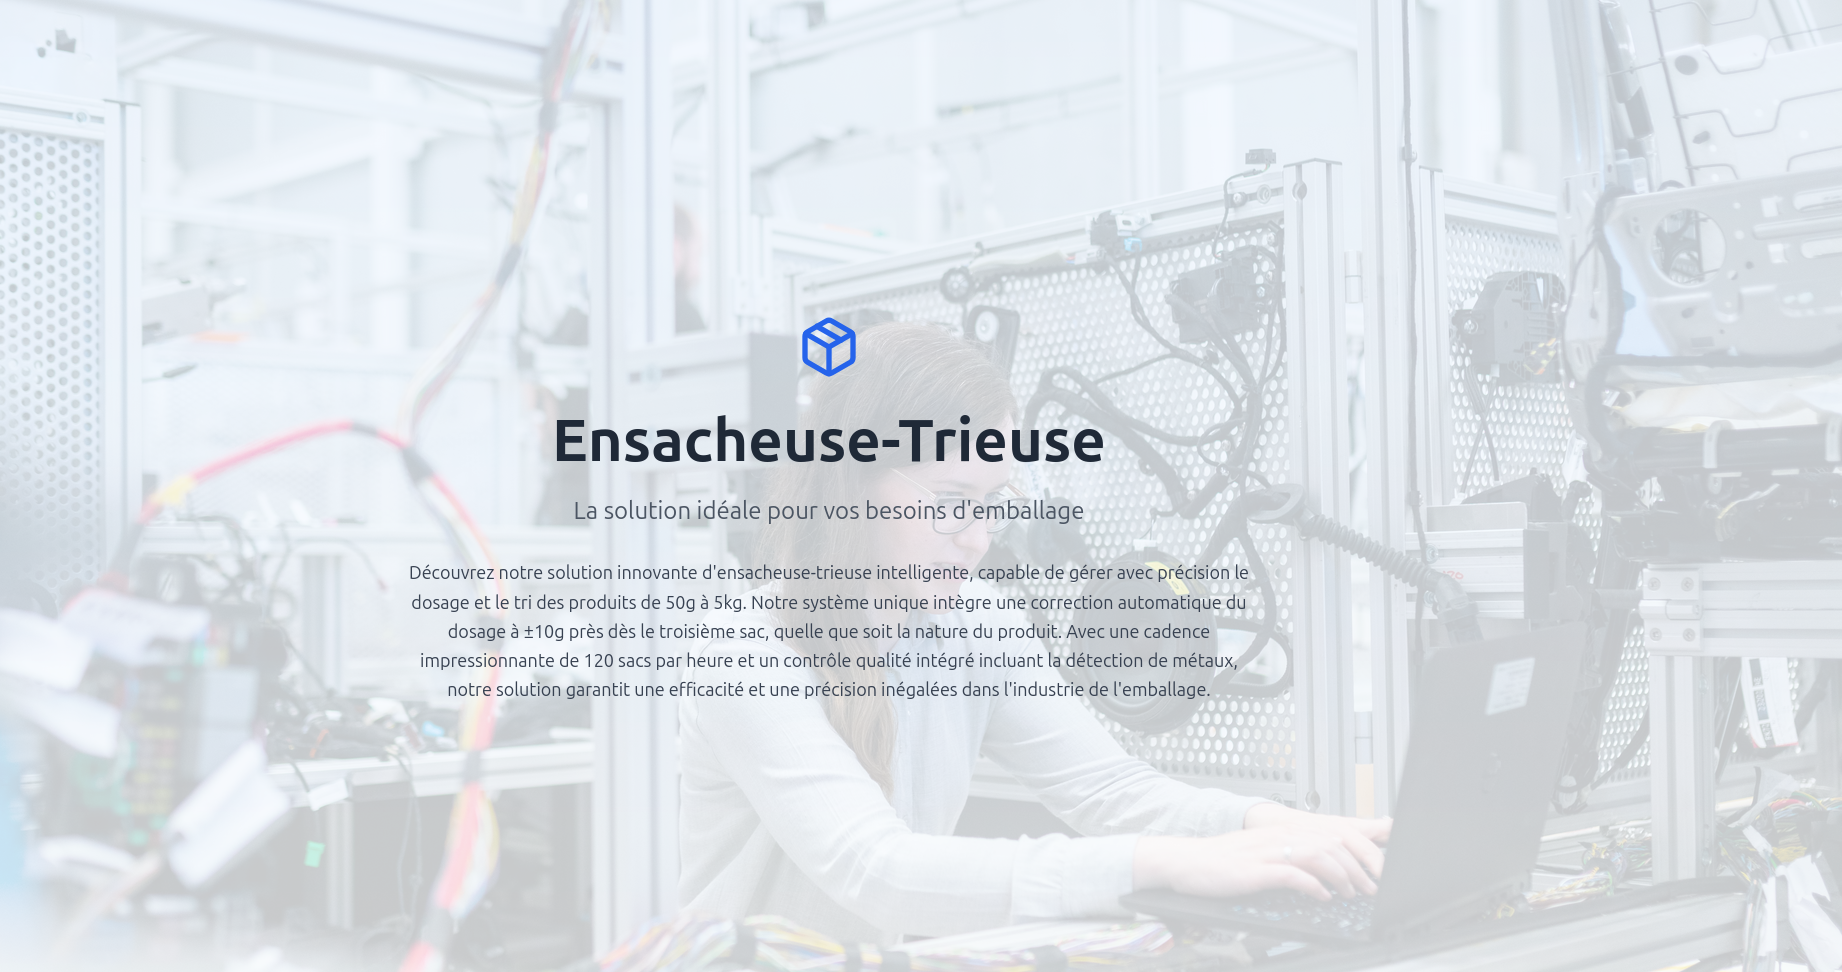 Ensacheuse-Trieuse
La solution idéale pour vos besoins d'emballage
Découvrez notre solution innovante d'ensacheuse-trieuse intelligente, capable de gérer avec précision le
dosage et le tri des produits de 50g à 5kg. Notre système unique intègre une correction automatique du
dosage à ±10g près dès le troisième sac, quelle que soit la nature du produit. Avec une cadence
impressionnante de 120 sacs par heure et un contrôle qualité intégré incluant la détection de métaux,
notre solution garantit une efficacité et une précision inégalées dans l'industrie de l'emballage.